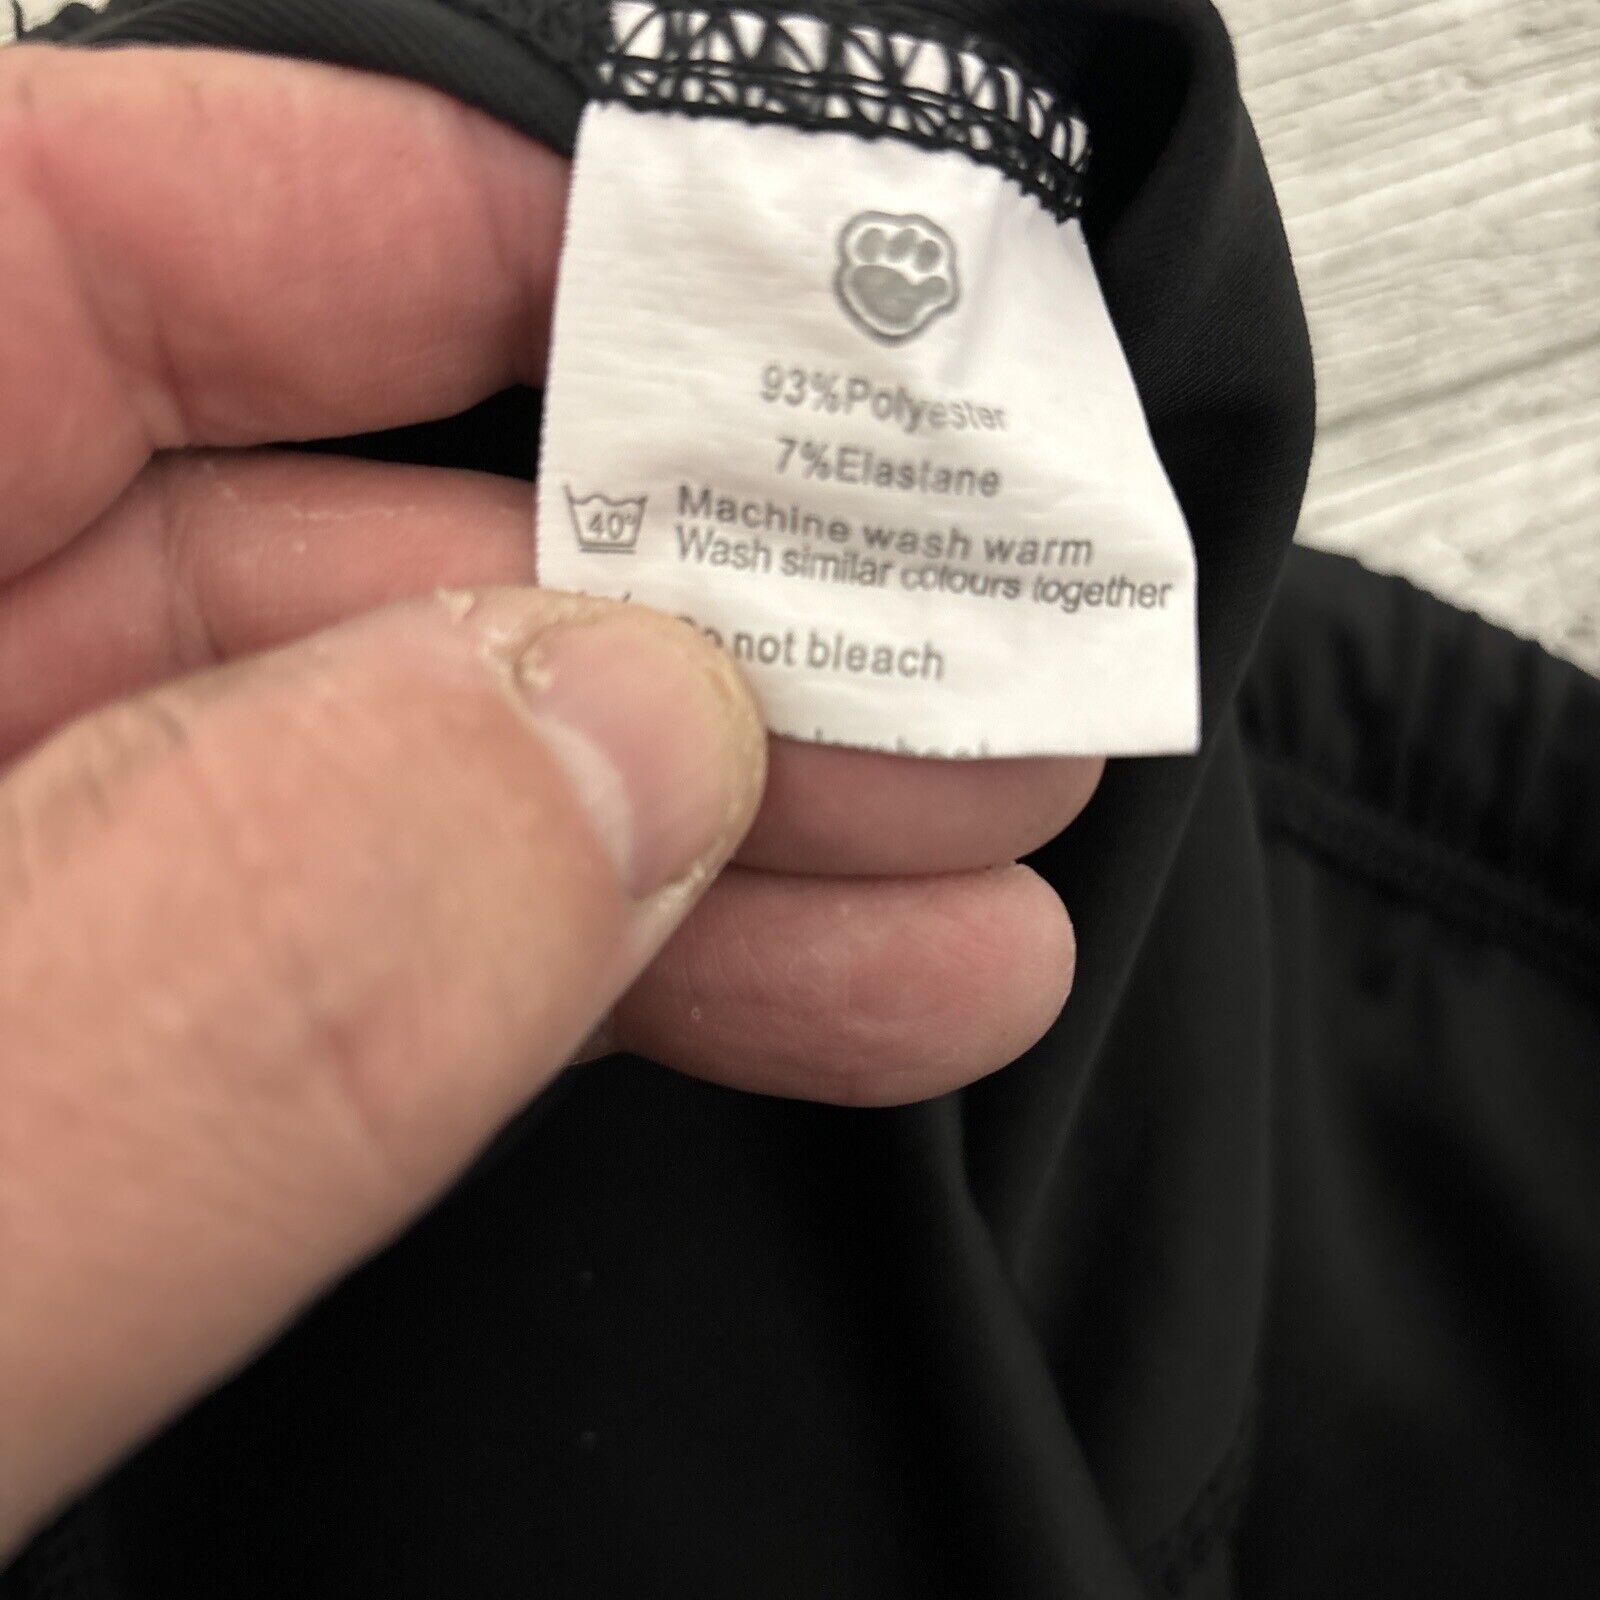 93%Polyester
7%Elastane
40° Machine wash warm
Wash similar colours together
not bleach